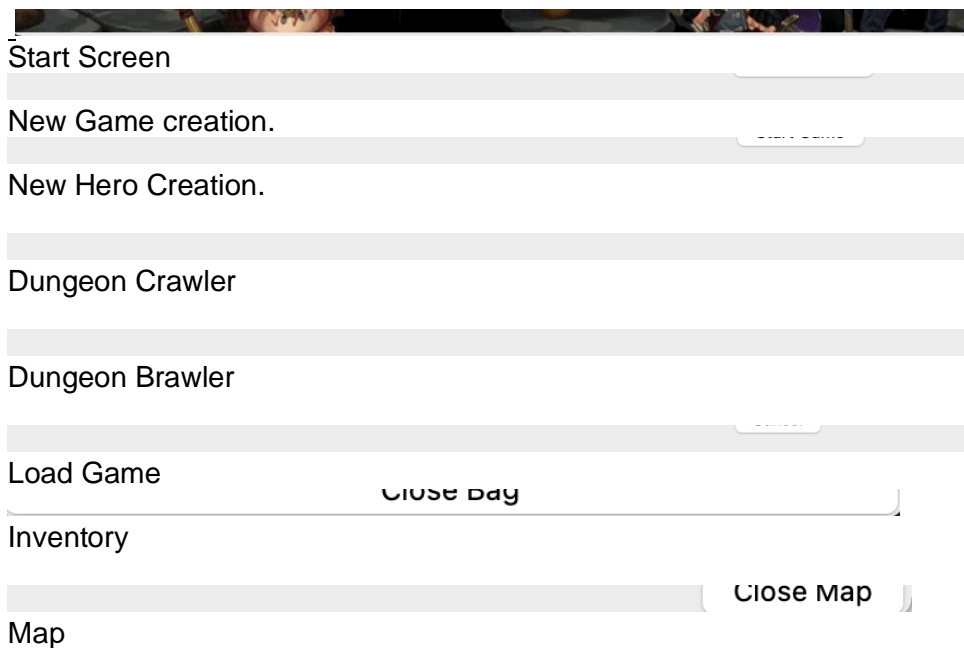 Start Screen
New Game creation.
New Hero Creation.
Dungeon Crawler
Dungeon Brawler
Load Game
Close Bag
Inventory
Close Map
Map